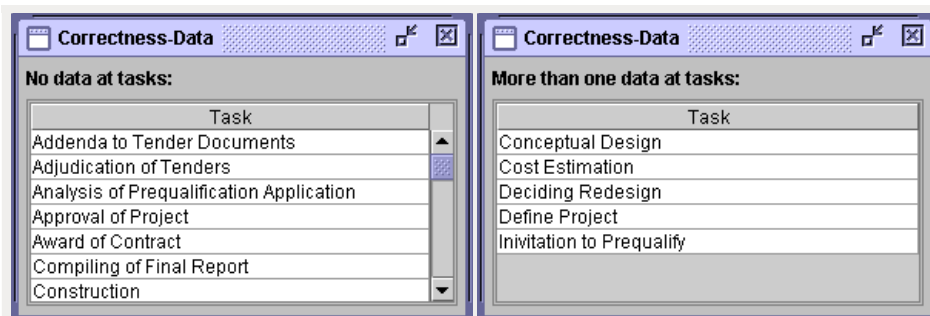 Correctness-Data
No data at tasks:
Task
Addenda to Tender Documents
Adjudication of Tenders
Analysis of Prequalification Application
Approval of Project
Award of Contract
Compiling of Final Report
Construction
Correctness-Data
More than one data at tasks:
Task
Conceptual Design
Cost Estimation
Deciding Redesign
Define Project
Inivitation to Prequalify